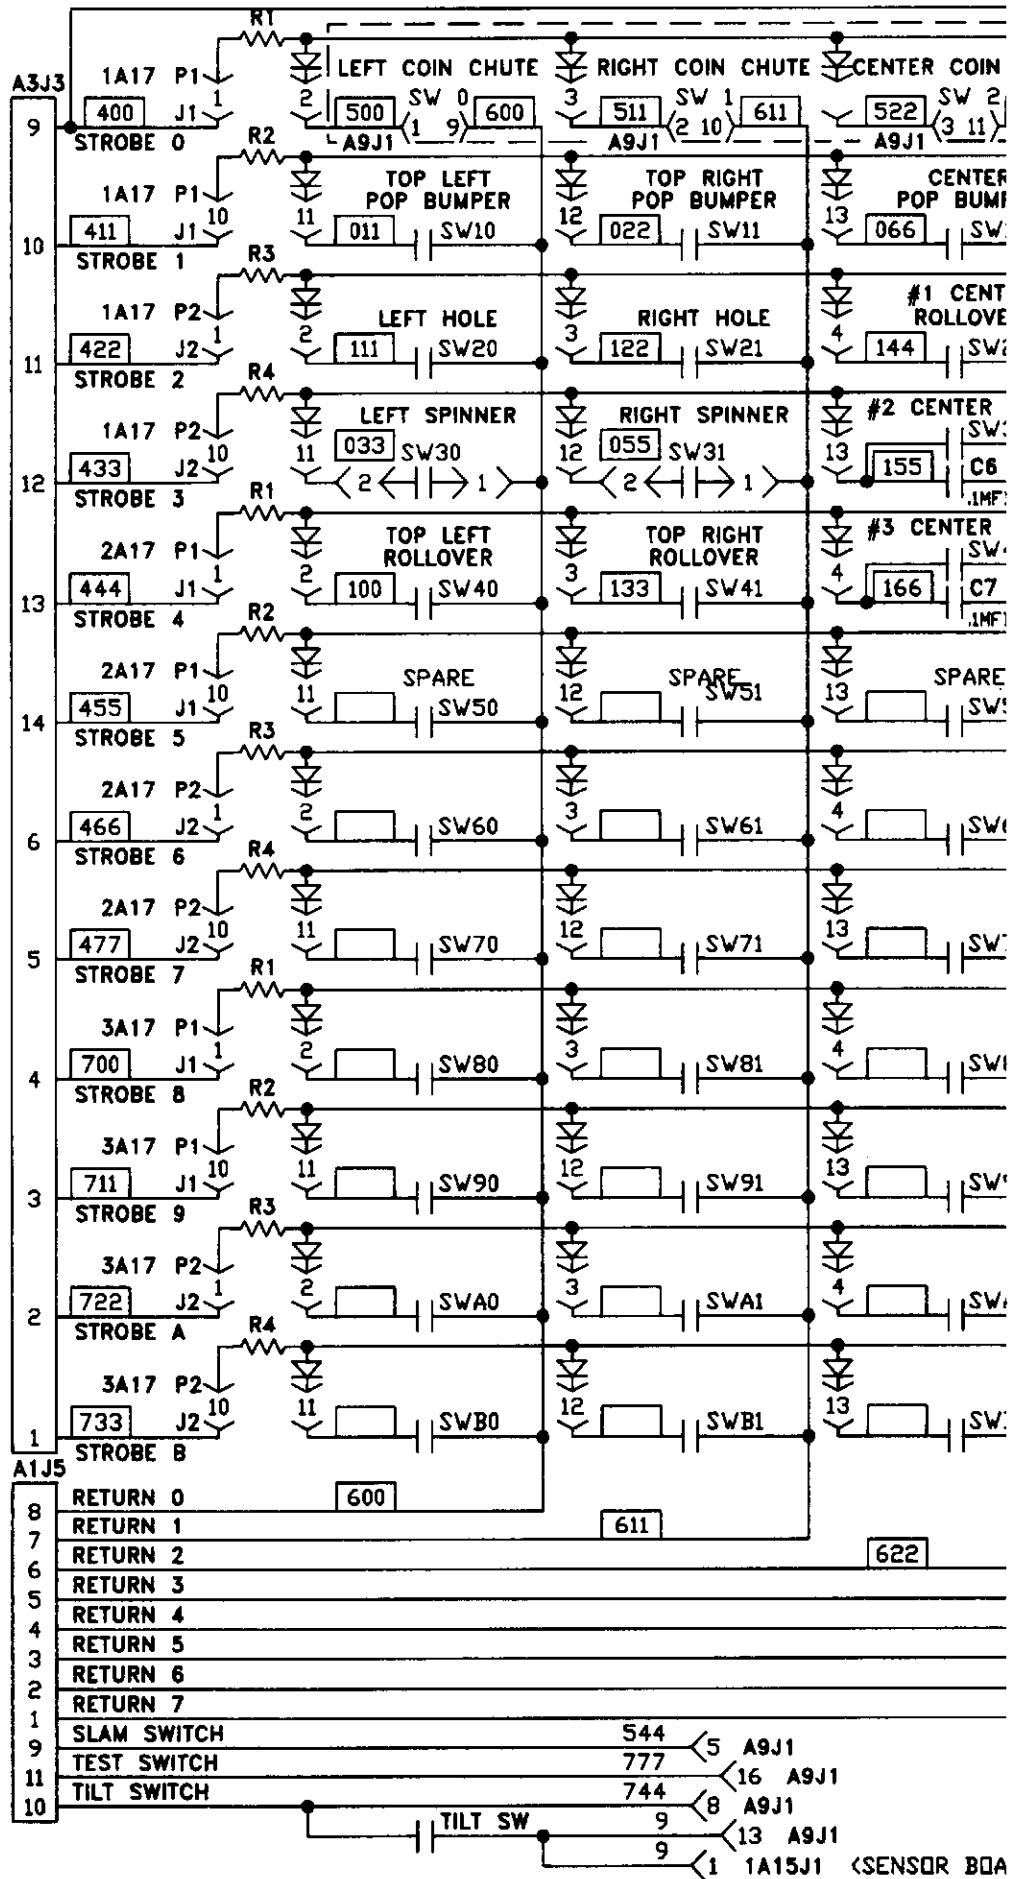 R1
A3J3 1A17 P1 LEFT COIN CHUTE RIGHT COIN CHUTE CENTER COIN
1 2 SW 0 3 SW 1 SW 2
9 400 J1 500 1 9 600 511 2 10 611 522 3 11
STROBE 0 R2 A9J1 A9J1 A9J1
1A17 P1 TOP LEFT TOP RIGHT CENTER
10 11 POP BUMPER 12 POP BUMPER 13
10 411 J1 011 SW10 022 SW11 066
STROBE 1 R3
1A17 P2 #1
1 2 LEFT HOLE 3 RIGHT HOLE 4
11 422 J2 111 SW20 122 SW21 144
STROBE 2 R4
1A17 P2 LEFT SPINNER RIGHT SPINNER #2 CENTER
10 11 033 SW30 12 055 SW31 13 155 C6
12 433 J2 2 1 2 1
STROBE 3 R1
2A17 P1 TOP LEFT TOP RIGHT #3 CENTER
1 2 ROLLOVER 3 ROLLOVER 4
13 444 J1 100 SW40 133 SW41 166 C7
STROBE 4 R2
2A17 P1 SPARE SPARE SPARE
10 11 12 13
14 455 J1 SW50 SW51
STROBE 5 R3
2A17 P2
1 2 3 4
6 466 J2 SW60 SW61
STROBE 6 R4
2A17 P2
10 11 12 13
5 477 J2 SW70 SW71
STROBE 7 R1
3A17 P1
1 2 3 4
4 700 J1 SW80 SW81
STROBE 8 R2
3A17 P1
10 11 12 13
3 711 J1 SW90 SW91
STROBE 9 R3
3A17 P2
1 2 3 4
2 722 J2 SWA0 SWA1
STROBE A R4
3A17 P2
10 11 12 13
1 733 J2 SWB0 SWB1
STROBE B
A1J5
8 RETURN 0 600
7 RETURN 1 611
6 RETURN 2 622
5 RETURN 3
4 RETURN 4
3 RETURN 5
2 RETURN 6
1 RETURN 7
9 SLAM SWITCH 544 5 A9J1
11 TEST SWITCH 777 16 A9J1
10 TILT SWITCH 744 8 A9J1
TILT SW 9 13 A9J1
9 1 1A15J1 (SENSOR